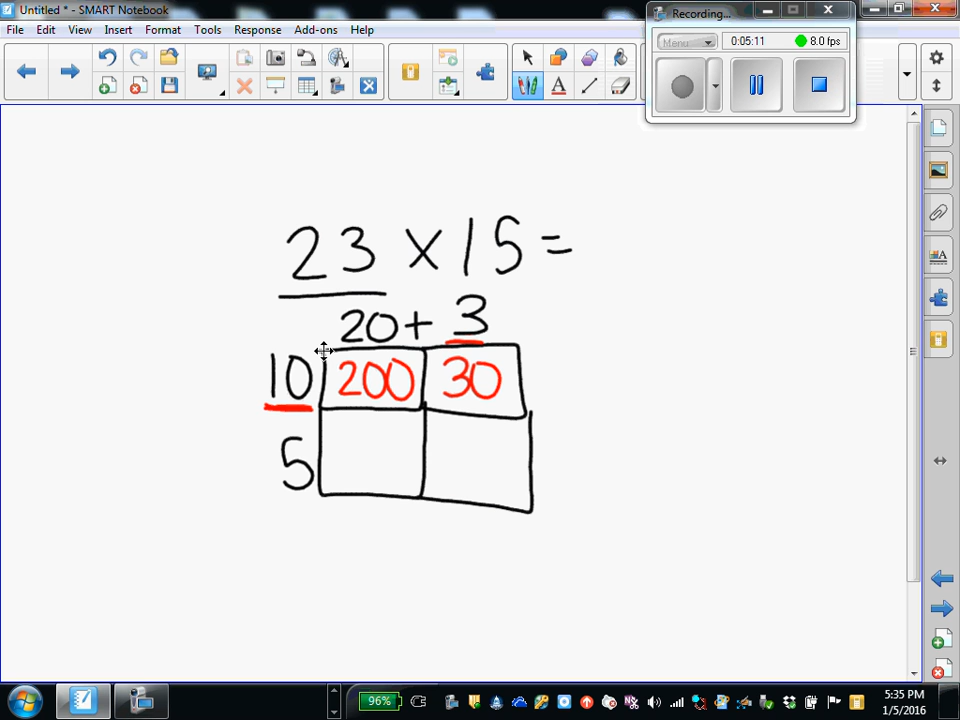 Untitled * - SMART Notebook
Recording...
File Edit View Insert Format Tools Response Add-ons Help
Menu 0:05:11 8.0 fps
23 x 15 =
20 + 3
10 200 30
5
96%
5:35 PM
1/5/2016